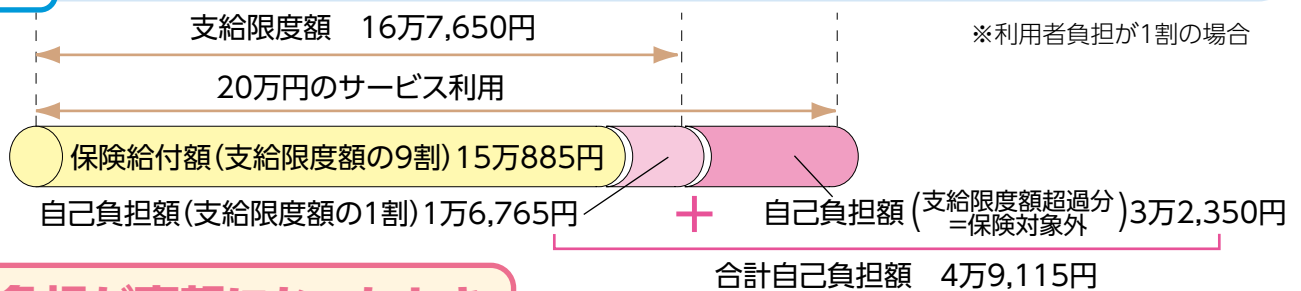 支給限度額　16万7,650円
※利用者負担が1割の場合
20万円のサービス利用
保険給付額(支給限度額の9割)15万885円
自己負担額(支給限度額の1割)1万6,765円
+
自己負担額(支給限度額超過分=保険対象外)3万2,350円
合計自己負担額　4万9,115円